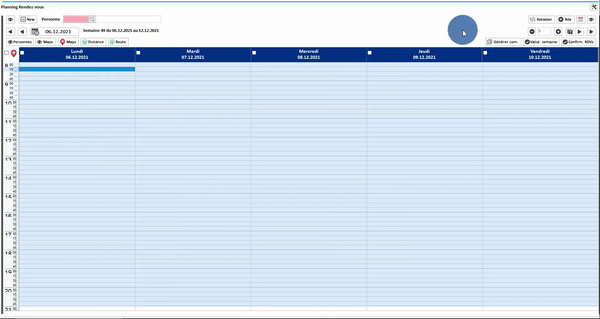 Planning Rendez-vous
New Personne Rotation Rdv
06.12.2021 Semaine 49 du 06.12.2021 au 12.12.2021
Personnes Maps Maps Distance Route Générer com. Valid. semaine Confirm. RDVs
Lundi Mardi Mercredi Jeudi Vendredi
06.12.2021 07.12.2021 08.12.2021 09.12.2021 10.12.2021
8
9
10
11
12
13
14
15
16
17
18
19
20
21